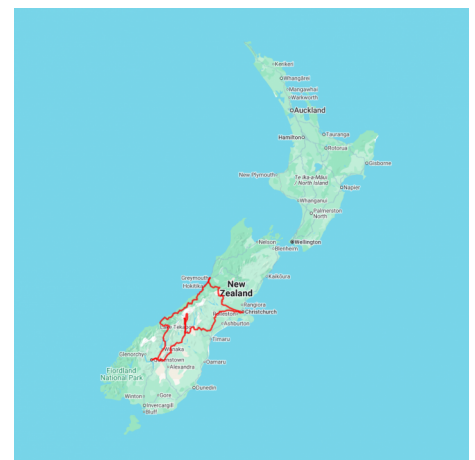 Kerikeri
Whangārei
Mangawhai
Warkworth
Auckland
Hamilton
Tauranga
Rotorua
Gisborne
New Plymouth
Te Ika-a-Māui
/ North Island
Napier
Whanganui
Palmerston
North
Nelson
Wellington
Blenheim
Greymouth
Kaikōura
Hokitika
New
Zealand
Rangiora
Christchurch
Ashburton
Timaru
Glenorchy
Wanaka
Oamaru
Fiordland
National Park
Alexandra
Winton
Gore
Dunedin
Invercargill
Bluff